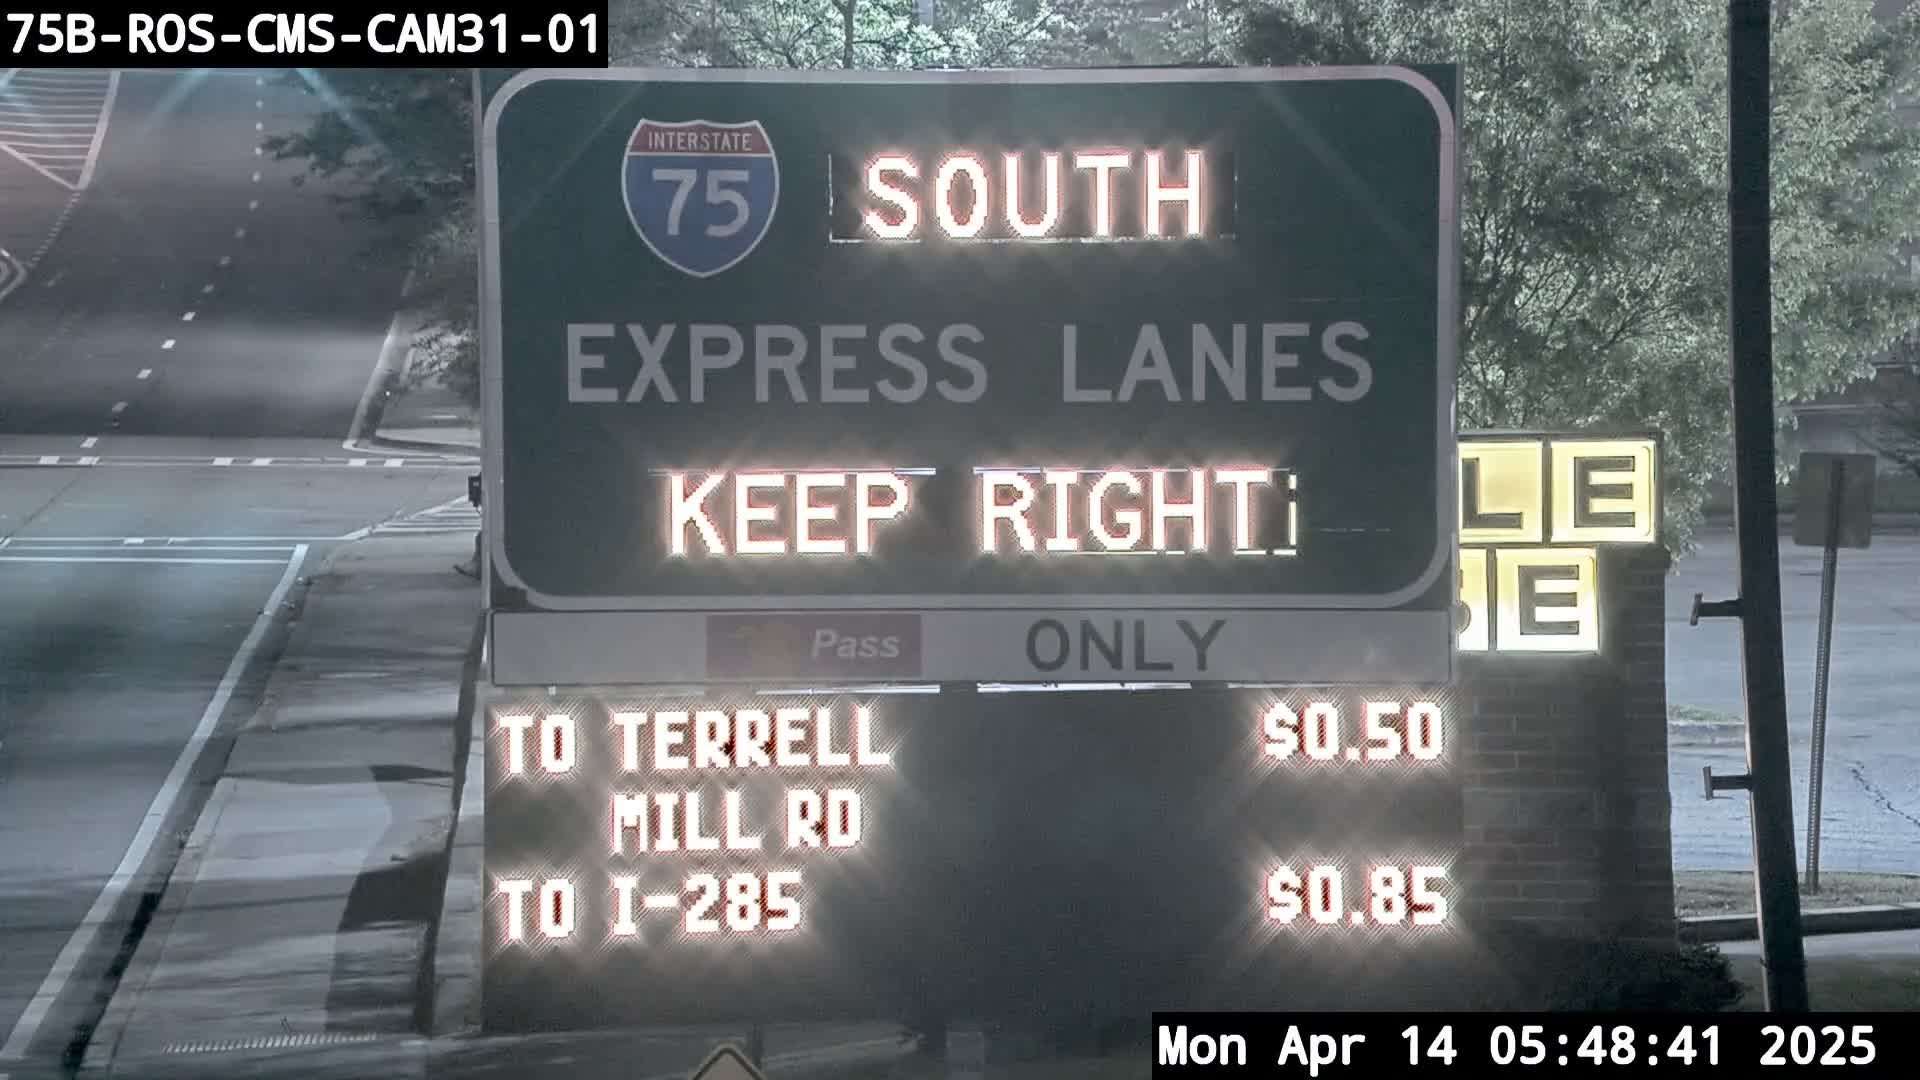 75B-ROS-CMS-CAM31-01
INTERSTATE
75
SOUTH
EXPRESS LANES
KEEP RIGHT
Pass ONLY
TO TERRELL $0.50
MILL RD
TO I-285 $0.85
LE
E
Mon Apr 14 05:48:41 2025